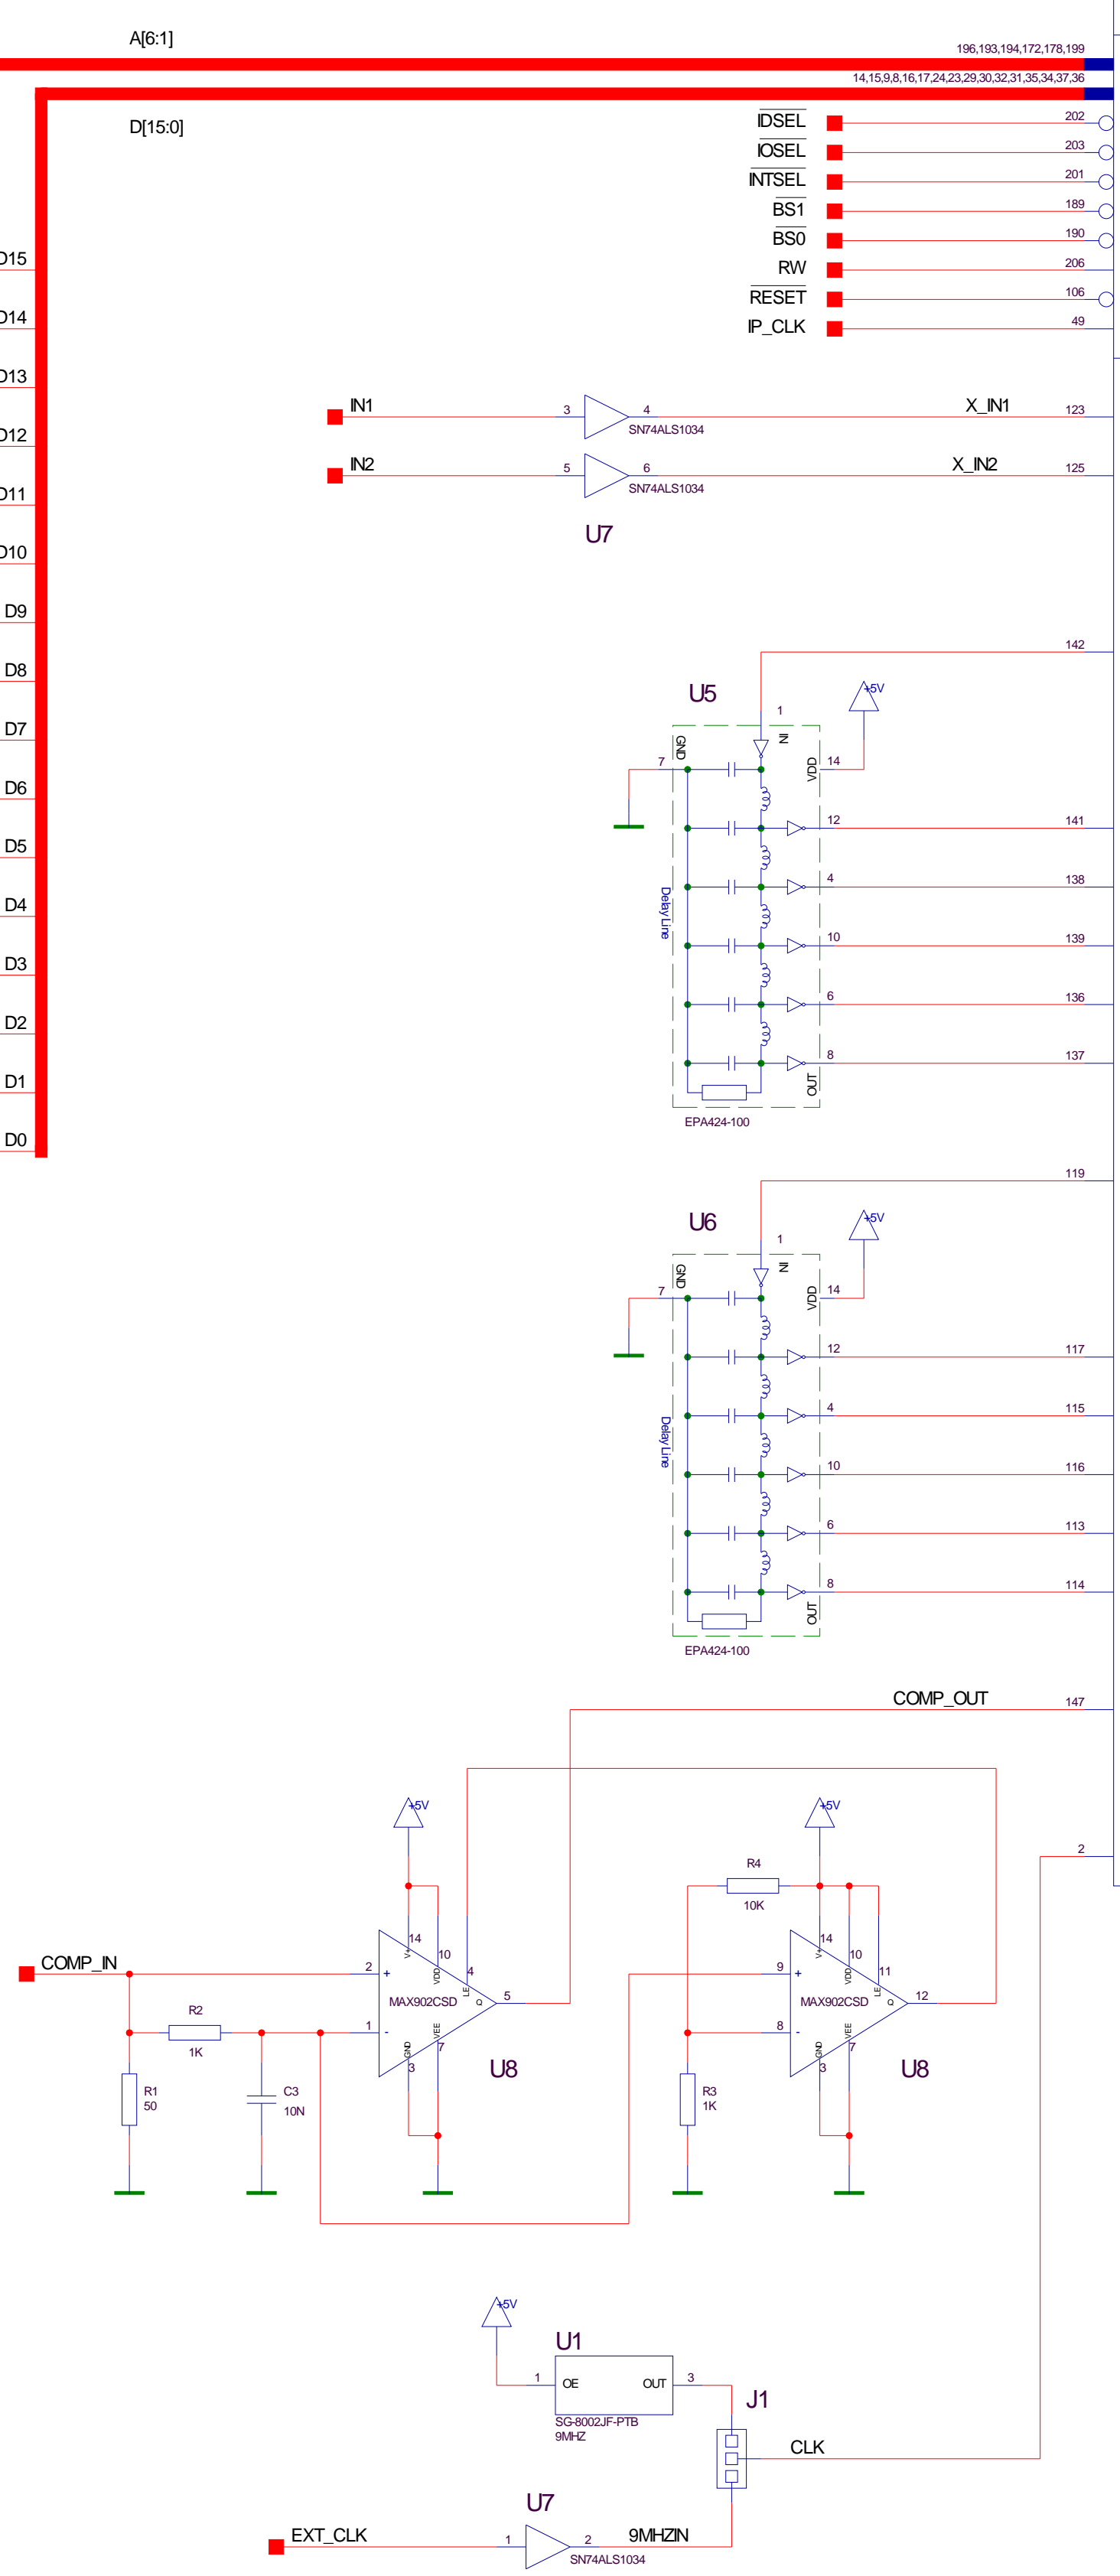 A[6:1]
196,193,194,172,178,199
14,15,9,8,16,17,24,23,29,30,32,31,35,34,37,36
D[15:0]
IDSEL 202
IOSEL 203
INTSEL 201
BS1 189
BS0 190
D15
RW 206
RESET 106
D14
IP_CLK 49
D13
IN1 3 4 X_IN1 123
SN74ALS1034
D12
IN2 5 6 X_IN2 125
SN74ALS1034
D11
U7
D10
D9
142
D8
U5 +5V
1
D7
GND IN
7 VDD 14
D6
12 141
D5
4 138
Delay Line
D4
10 139
D3
6 136
D2
8 137
OUT
D1
EPA424-100
D0
119
U6 +5V
1
GND IN
7 VDD 14
12 117
4 115
Delay Line
10 116
6 113
8 114
OUT
EPA424-100
COMP_OUT 147
+5V +5V
2
R4
10K
14 14
V+ 10 V+ 10 11
COMP_IN 2 + VDD 4 9 + VDD
LE LE
MAX902CSD Q 5 MAX902CSD Q 12
R2
1K
1 - VEE 8 - VEE
GND 7 GND 7
3 U8 3 U8
R1
50
C3
10N
R3
1K
+5V
U1
1 OE OUT 3
J1
SG-8002JF-PTB
9MHZ
CLK
U7
EXT_CLK 1 2 9MHZIN
SN74ALS1034